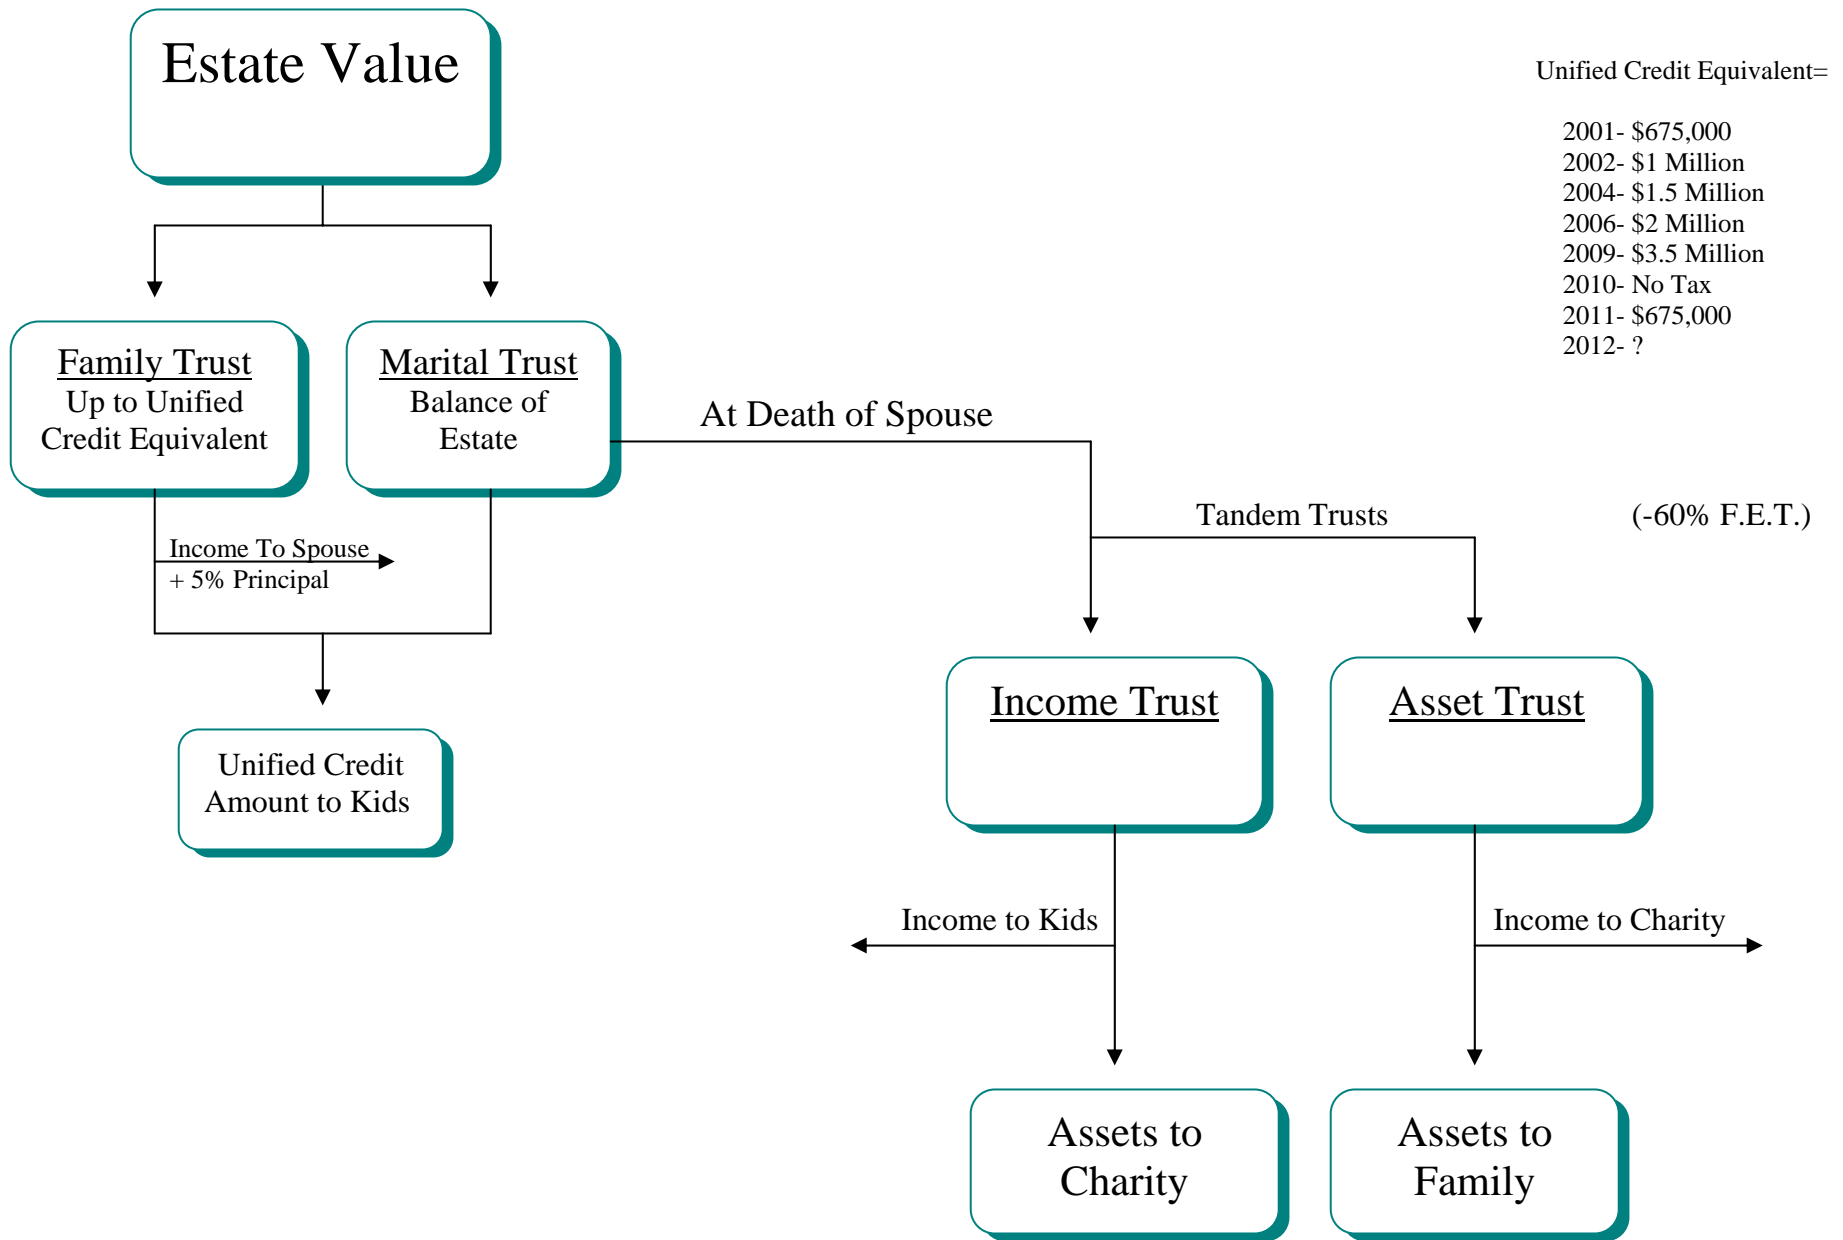 Estate Value
Unified Credit Equivalent=
2001- $675,000
2002- $1 Million
2004- $1.5 Million
2006- $2 Million
2009- $3.5 Million
2010- No Tax
2011- $675,000
2012- ?
Family Trust
Up to Unified
Credit Equivalent
Marital Trust
Balance of
Estate
At Death of Spouse
Tandem Trusts
(-60% F.E.T.)
Income To Spouse
+ 5% Principal
Unified Credit
Amount to Kids
Income Trust
Asset Trust
Income to Kids
Income to Charity
Assets to
Charity
Assets to
Family